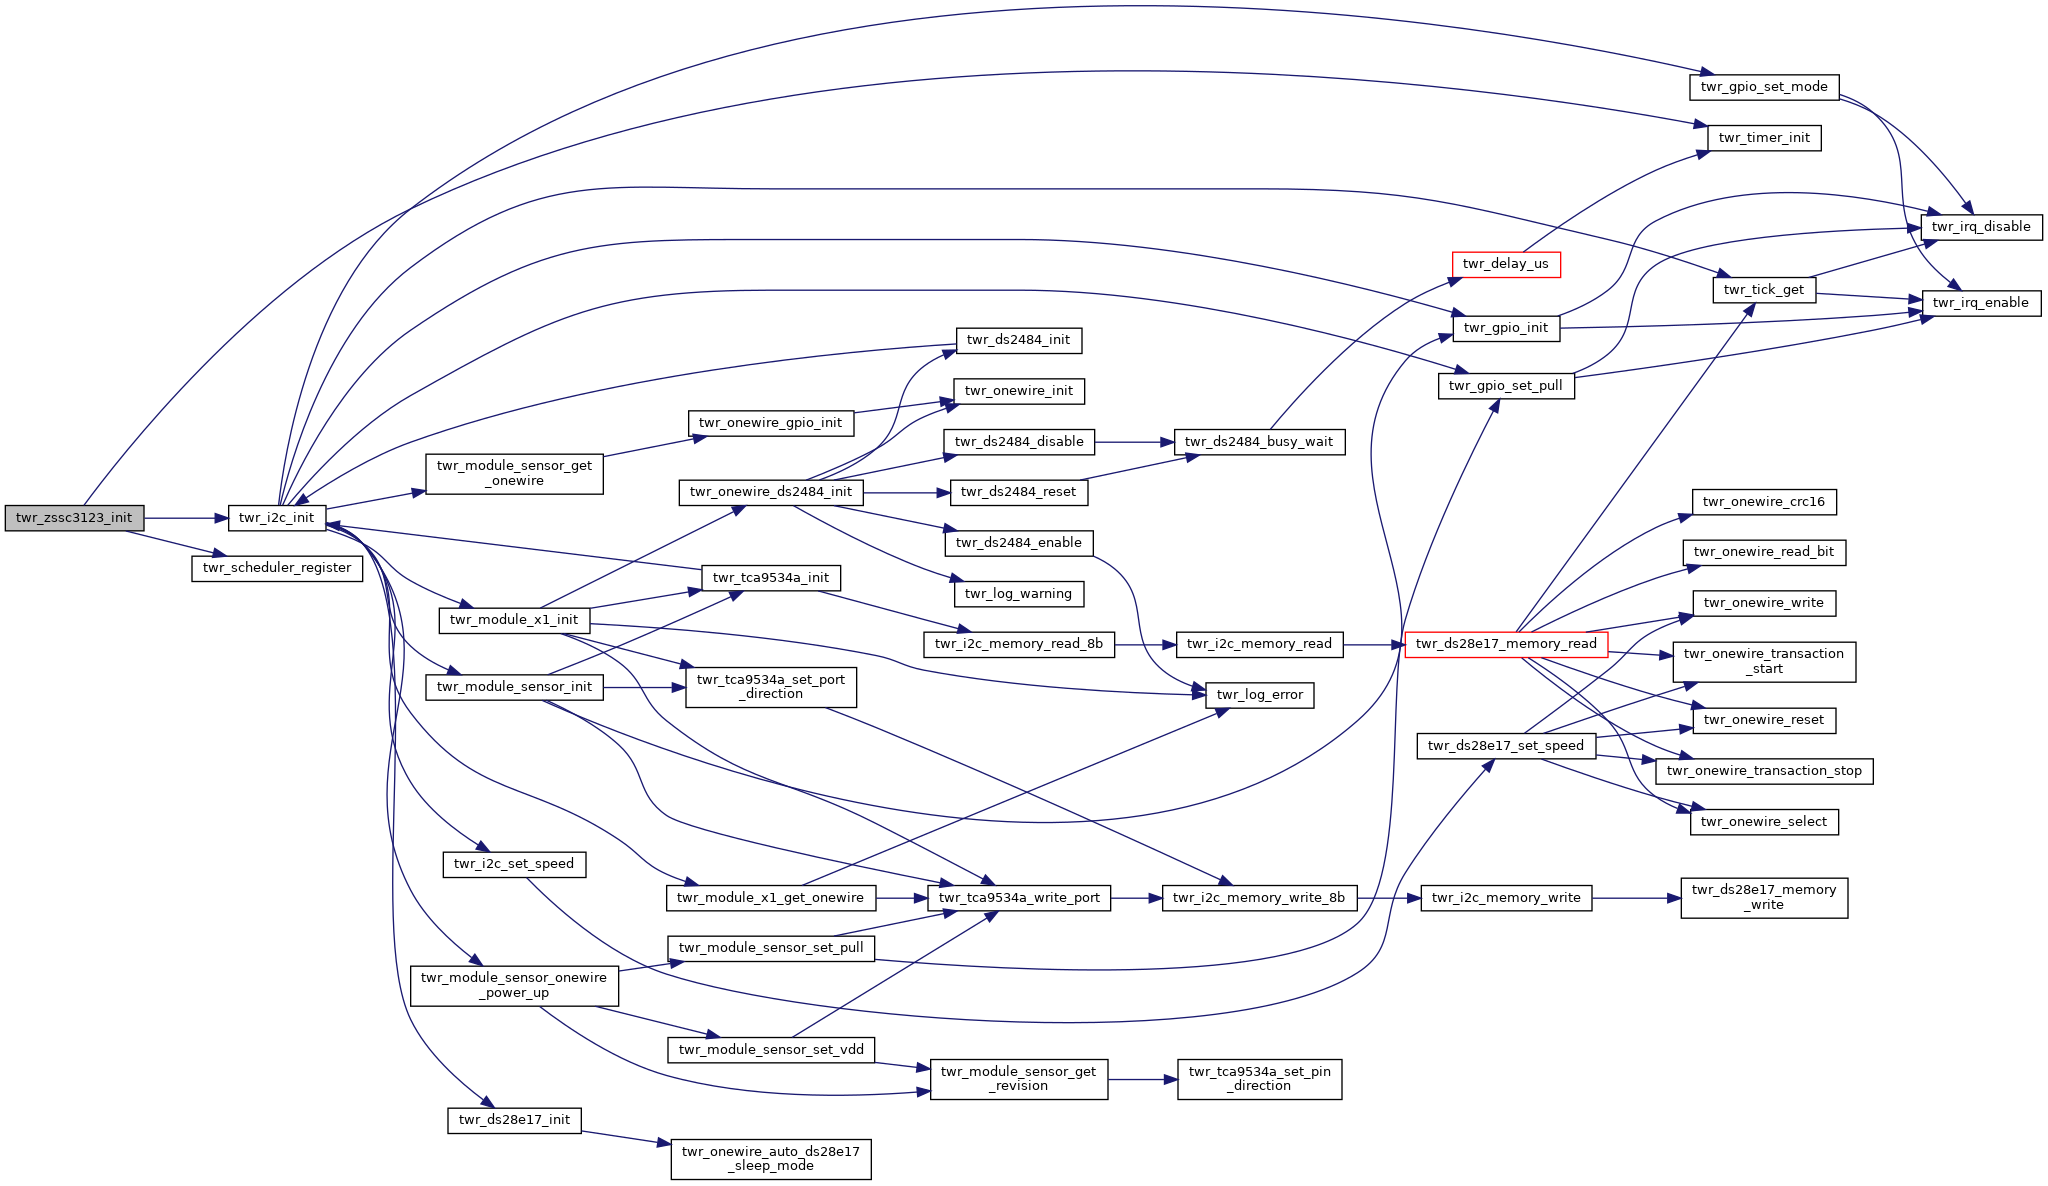 twr_zssc3123_init
twr_i2c_init
twr_scheduler_register
twr_module_sensor_get
_onewire
twr_module_x1_init
twr_module_sensor_init
twr_i2c_set_speed
twr_module_sensor_onewire
_power_up
twr_ds28e17_init
twr_onewire_gpio_init
twr_onewire_ds2484_init
twr_tca9534a_init
twr_tca9534a_set_port
_direction
twr_module_x1_get_onewire
twr_module_sensor_set_pull
twr_module_sensor_set_vdd
twr_onewire_auto_ds28e17
_sleep_mode
twr_ds2484_init
twr_onewire_init
twr_ds2484_disable
twr_ds2484_reset
twr_ds2484_enable
twr_log_warning
twr_i2c_memory_read_8b
twr_tca9534a_write_port
twr_module_sensor_get
_revision
twr_ds2484_busy_wait
twr_i2c_memory_read
twr_log_error
twr_i2c_memory_write_8b
twr_tca9534a_set_pin
_direction
twr_delay_us
twr_gpio_init
twr_gpio_set_pull
twr_ds28e17_memory_read
twr_ds28e17_set_speed
twr_i2c_memory_write
twr_gpio_set_mode
twr_timer_init
twr_tick_get
twr_onewire_crc16
twr_onewire_read_bit
twr_onewire_write
twr_onewire_transaction
_start
twr_onewire_reset
twr_onewire_transaction_stop
twr_onewire_select
twr_ds28e17_memory
_write
twr_irq_disable
twr_irq_enable